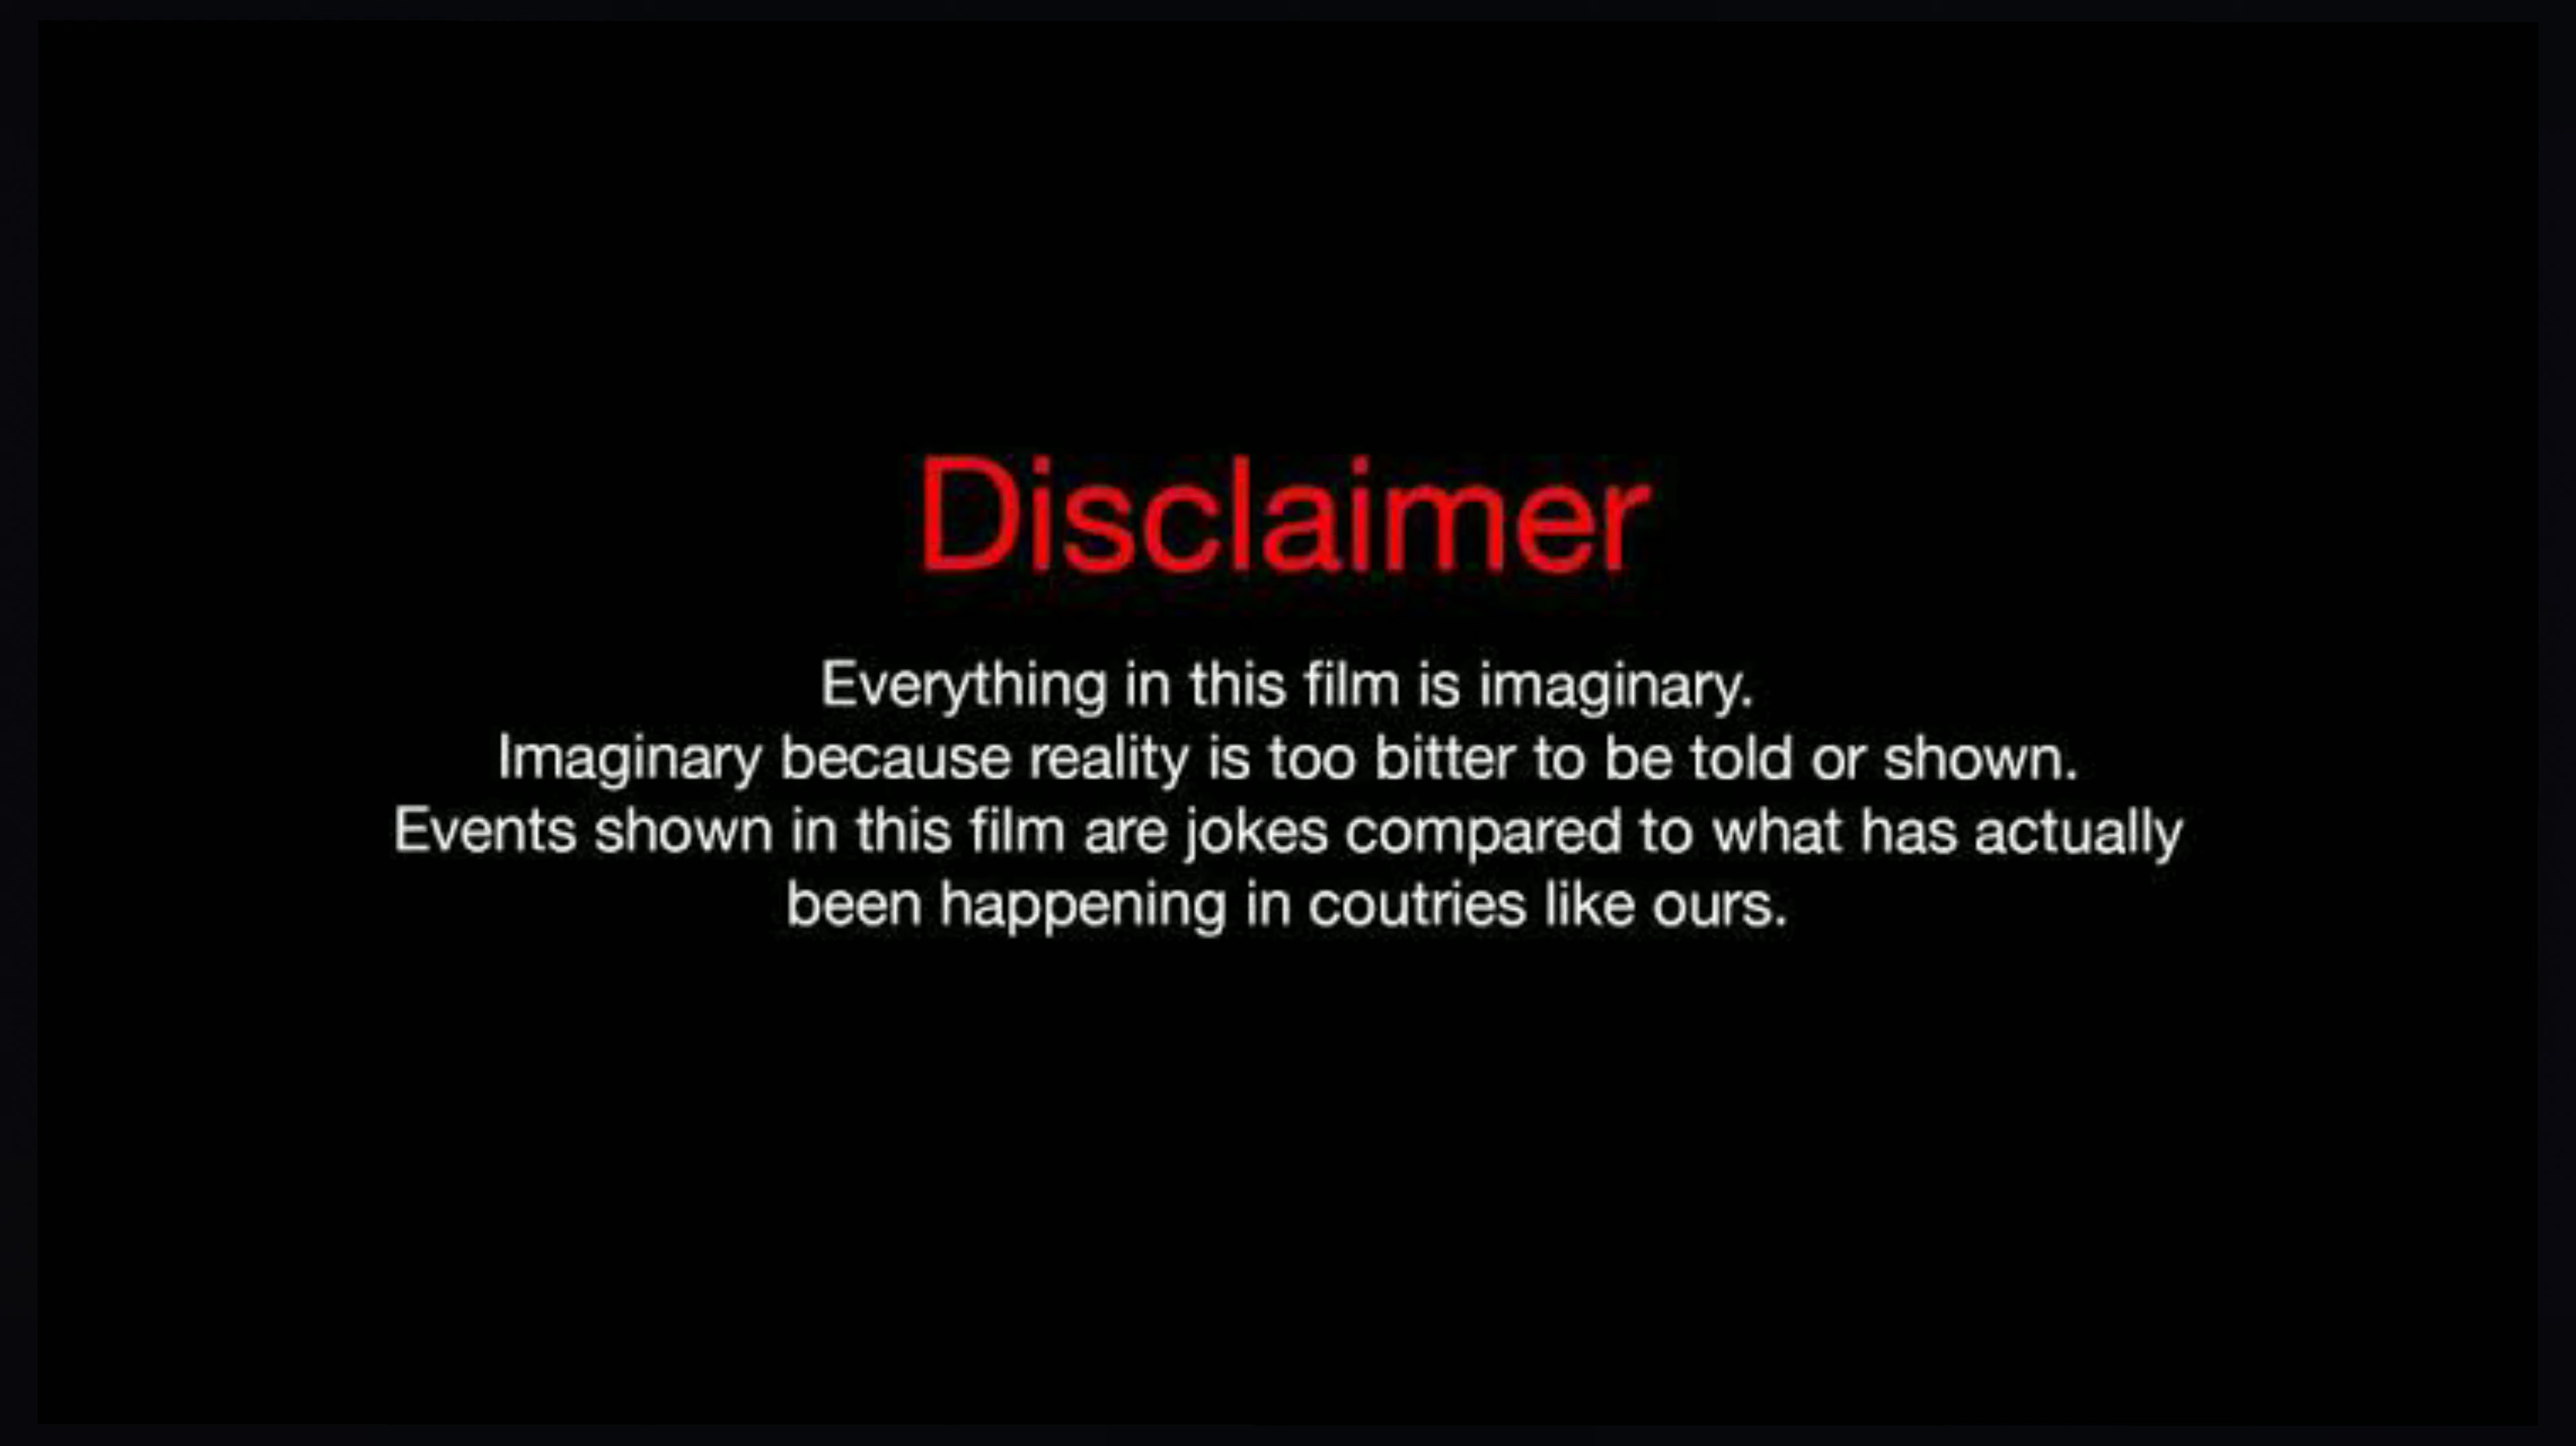 Disclaimer
Everything in this film is imaginary.
Imaginary because reality is too bitter to be told or shown.
Events shown in this film are jokes compared to what has actually
been happening in coutries like ours.